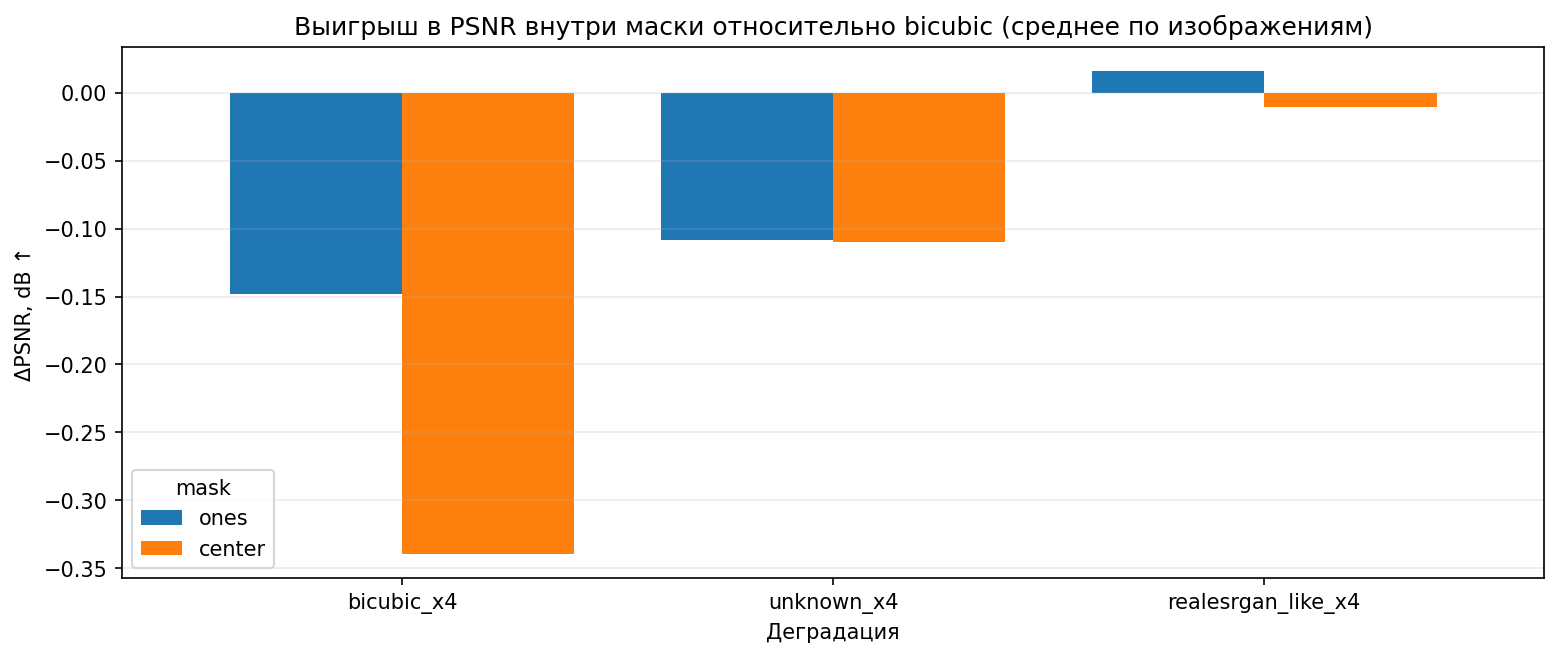 Выигрыш в PSNR внутри маски относительно bicubic (среднее по изображениям)
ΔPSNR, dB ↑
0.00
−0.05
−0.10
−0.15
−0.20
−0.25
−0.30
−0.35
mask
ones
center
bicubic_x4
unknown_x4
realesrgan_like_x4
Деградация